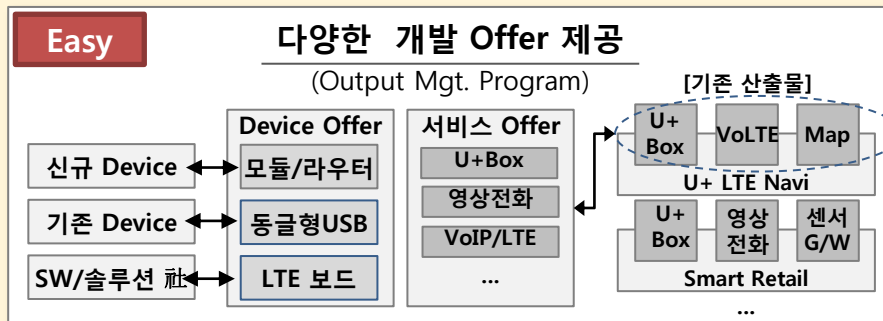 Easy
다양한 개발 Offer 제공
(Output Mgt. Program)
[기존 산출물]
Device Offer
서비스 Offer
U+
Box
VoLTE
Map
U+ LTE Navi
신규 Device
모듈/라우터
U+Box
기존 Device
동글형USB
영상전화
SW/솔루션 社
LTE 보드
VoIP/LTE
...
U+
Box
영상
전화
센서
G/W
Smart Retail
...